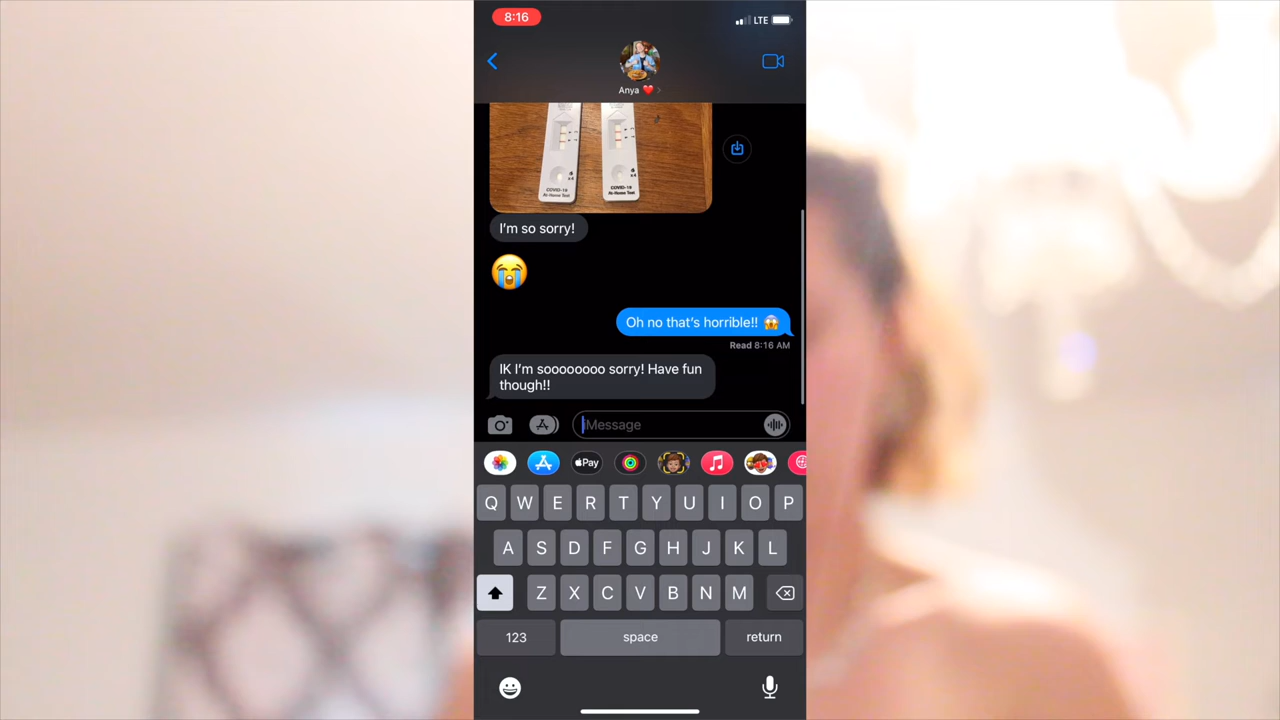 8:16
LTE
Anya ❤️ >
COVID-19
At-Home Test
COVID-19
At-Home Test
I'm so sorry!
😭
Oh no that's horrible!! 😱
Read 8:16 AM
IK I'm soooooooo sorry! Have fun
though!!
iMessage
Pay
Q W E R T Y U I O P
A S D F G H J K L
Z X C V B N M
123 space return